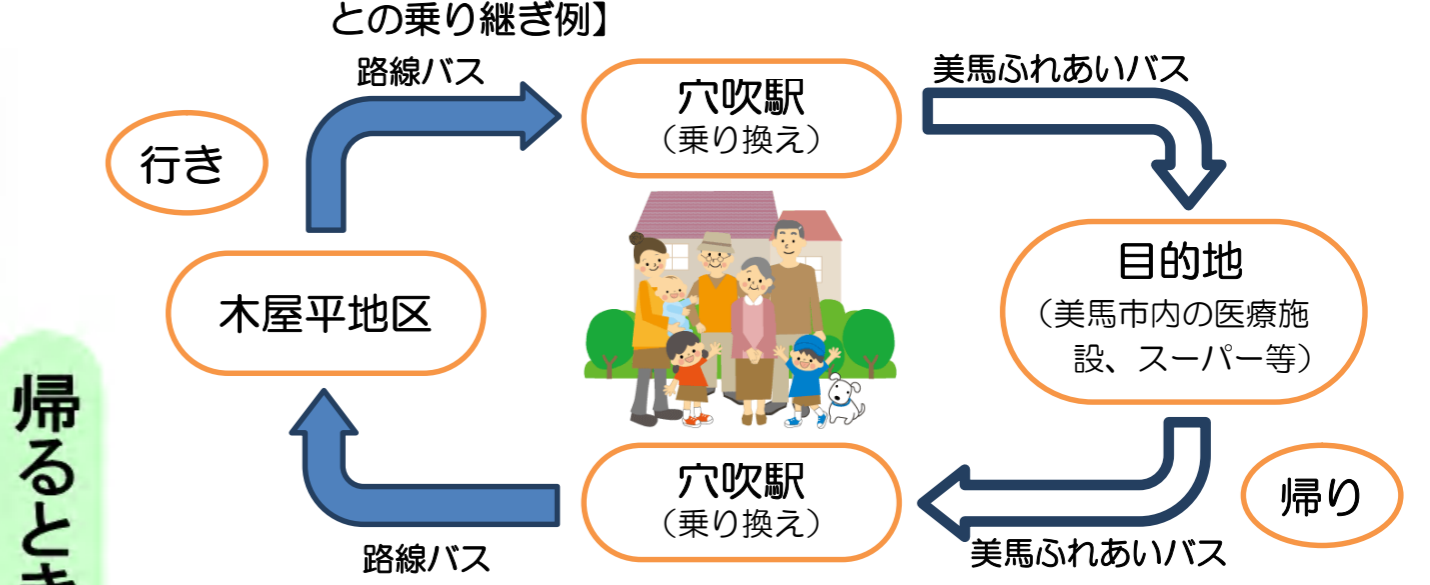 との乗り継ぎ例】
路線バス
穴吹駅
（乗り換え）
美馬ふれあいバス
行き
木屋平地区
目的地
（美馬市内の医療施
設、スーパー等）
帰り
穴吹駅
（乗り換え）
路線バス
美馬ふれあいバス
帰るとき